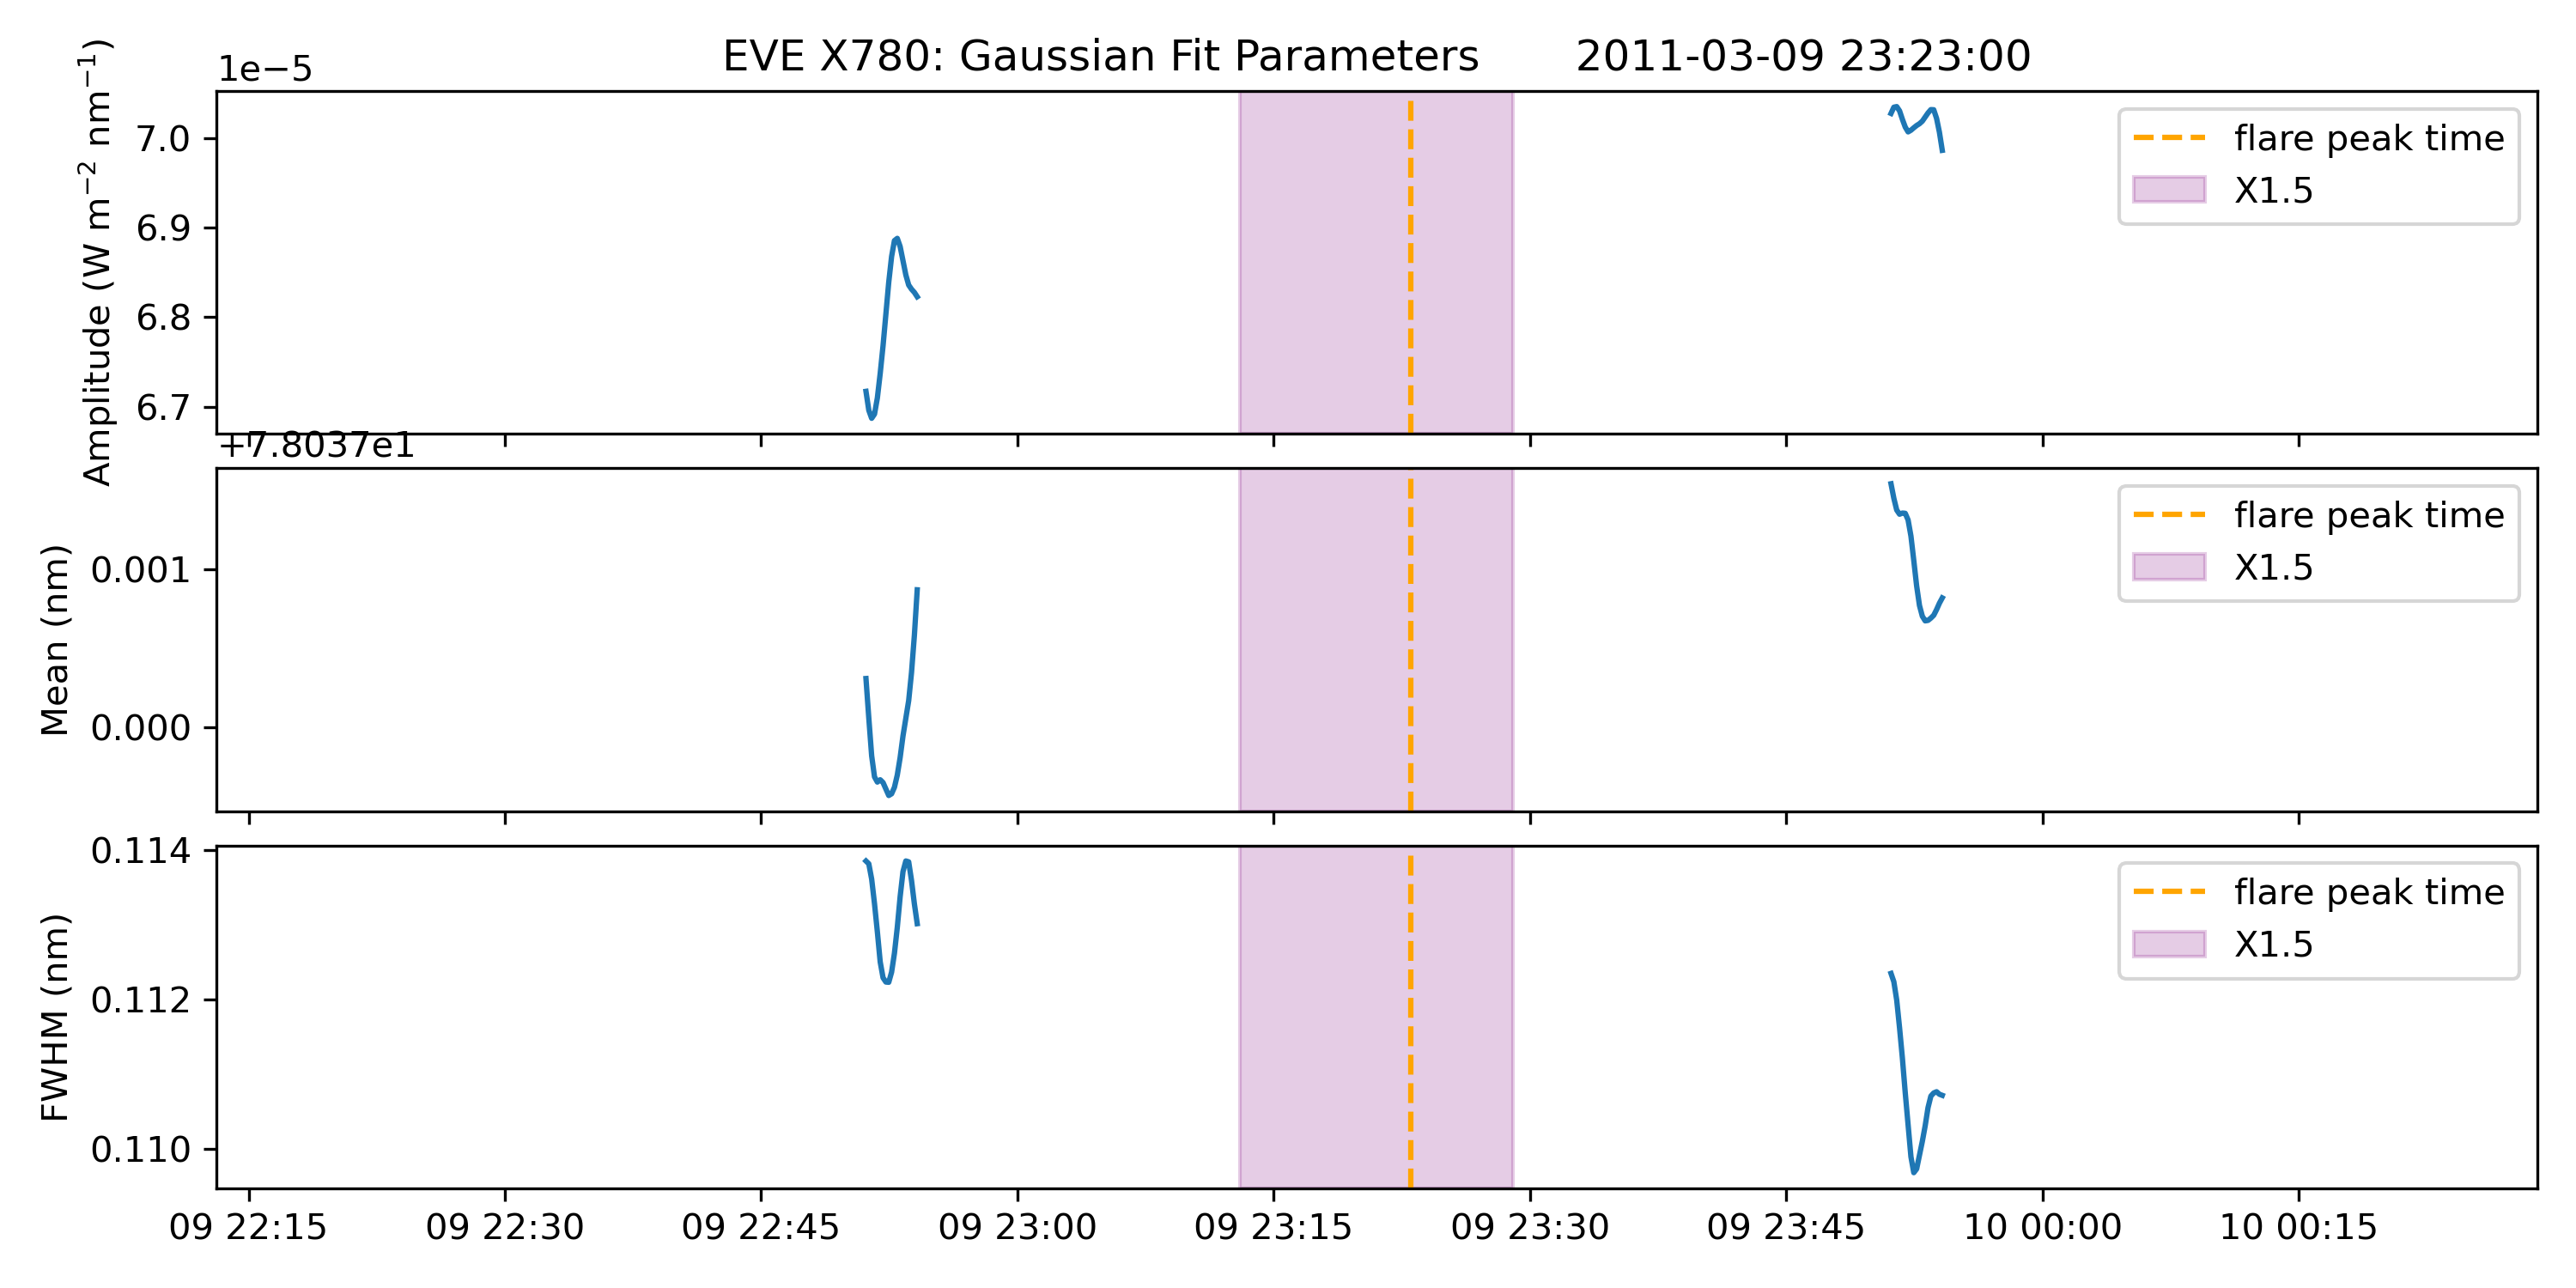 EVE X780: Gaussian Fit Parameters 2011-03-09 23:23:00
1e−5
Amplitude (W m⁻² nm⁻¹)
7.0
6.9
6.8
6.7
flare peak time
X1.5
+7.8037e1
Mean (nm)
0.001
0.000
flare peak time
X1.5
FWHM (nm)
0.114
0.112
0.110
flare peak time
X1.5
09 22:15 09 22:30 09 22:45 09 23:00 09 23:15 09 23:30 09 23:45 10 00:00 10 00:15